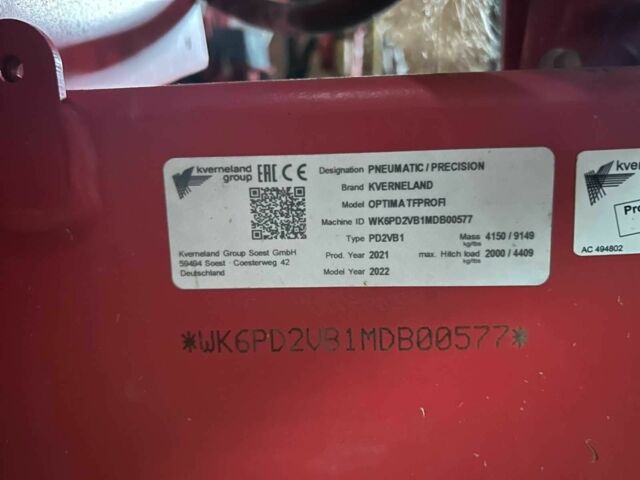 kverneland
group
EAC CE
Designation PNEUMATIC / PRECISION
Brand KVERNELAND
Model OPTIMA TFPROFI
Machine ID WK6PD2VB1MDB00577
Type PD2VB1 Mass kg/lbs 4150 / 9149
Prod. Year 2021 max. Hitch load kg/lbs 2000 / 4409
Model Year 2022
Kverneland Group Soest GmbH
59494 Soest · Coesterweg 42
Deutschland
kverneland
group
AC 494802
*WK6PD2VB1MDB00577*